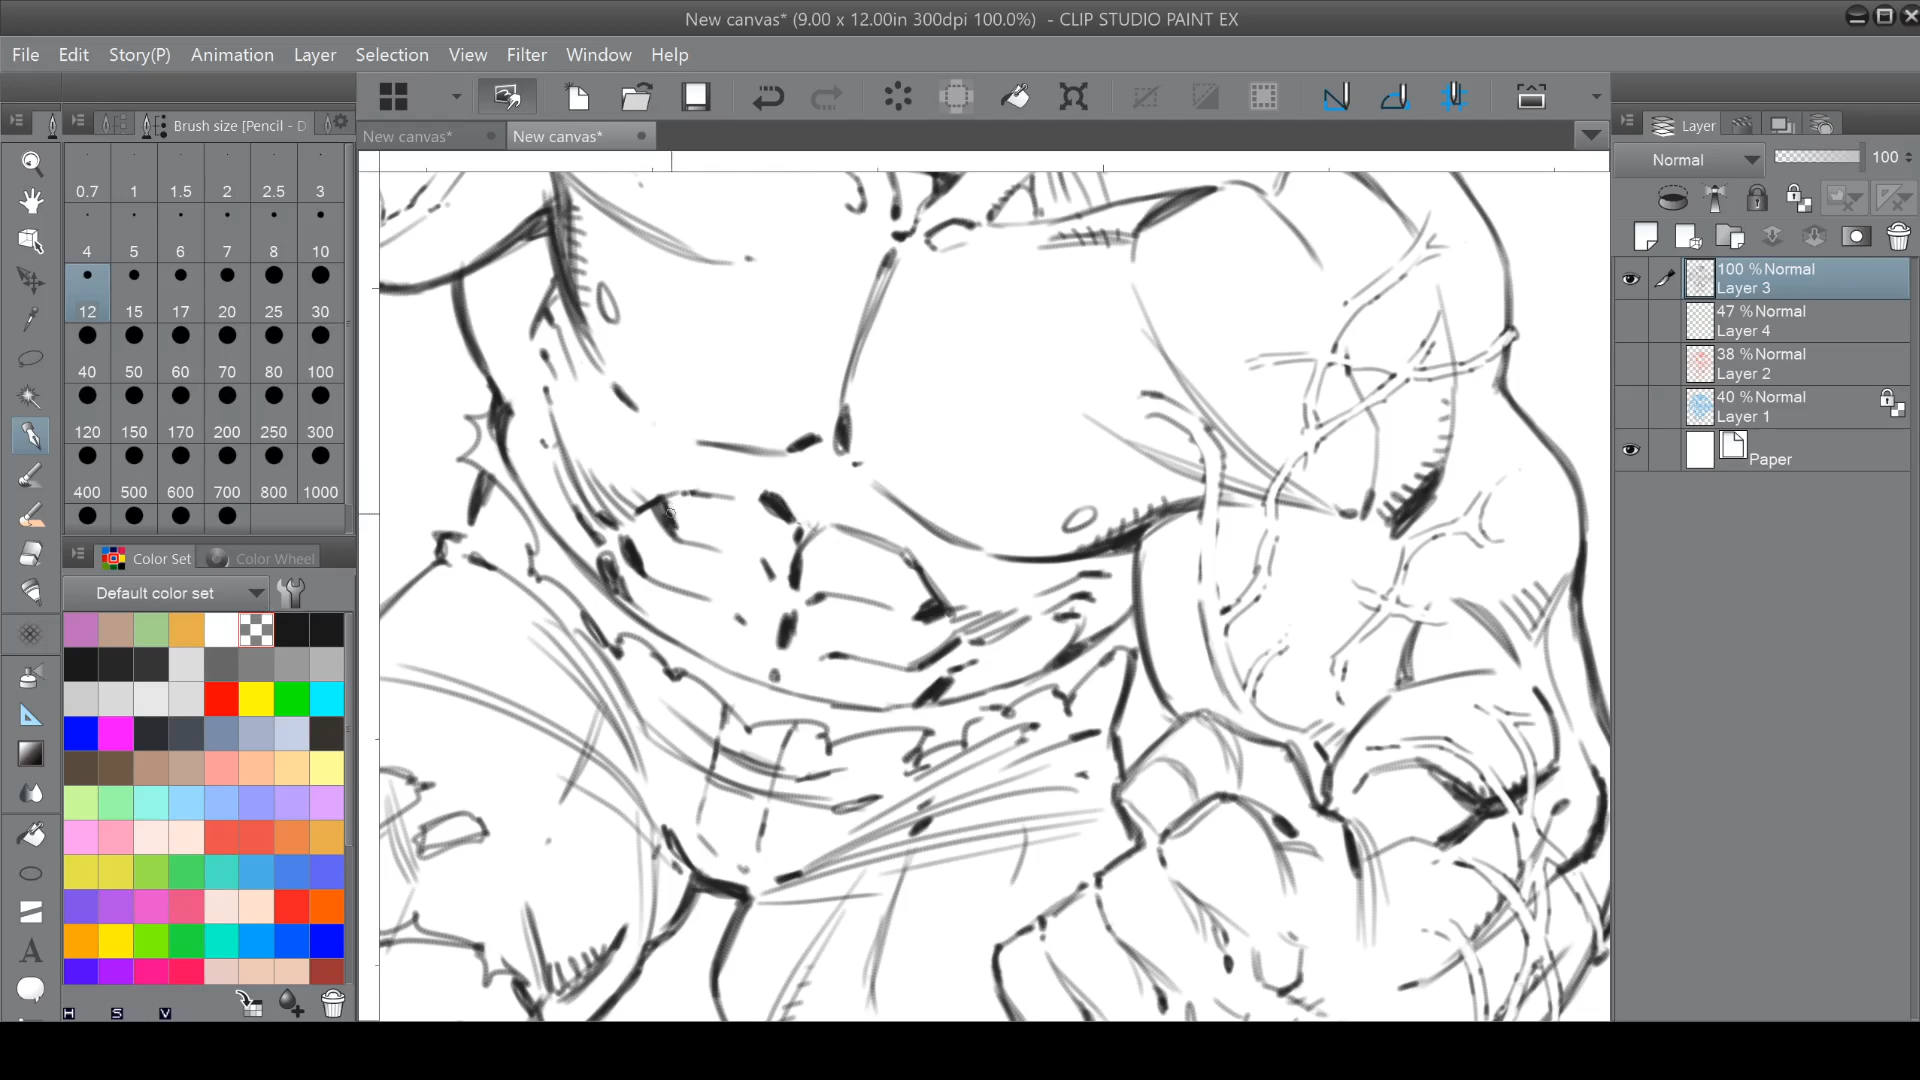 New canvas* (9.00 x 12.00in 300dpi 100.0%) - CLIP STUDIO PAINT EX
File Edit Story(P) Animation Layer Selection View Filter Window Help
Brush size [Pencil - D
New canvas* New canvas*
Layer
0.7 1 1.5 2 2.5 3
4 5 6 7 8 10
12 15 17 20 25 30
40 50 60 70 80 100
120 150 170 200 250 300
400 500 600 700 800 1000
Color Set Color Wheel
Default color set
H S V
Normal 100
100 %Normal
Layer 3
47 %Normal
Layer 4
38 %Normal
Layer 2
40 %Normal
Layer 1
Paper